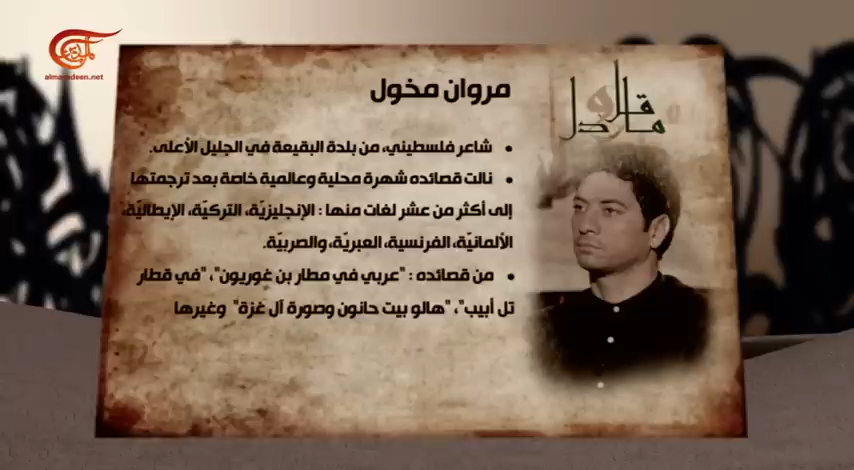 الميادين
almayadeen.net
مروان مخول
ما قل ودل
• شاعر فلسطيني، من بلدة البقيعة في الجليل الأعلى.
• نالت قصائده شهرة محلية وعالمية خاصة بعد ترجمتها
إلى أكثر من عشر لغات منها : الإنجليزيّة، التركيّة، الإيطاليّة،
الألمانيّة، الفرنسية، العبريّة، والصربيّة.
• من قصائده : "عربي في مطار بن غوريون"، "في قطار
تل أبيب"، "هالو بيت حانون وصورة آل غزة" وغيرها